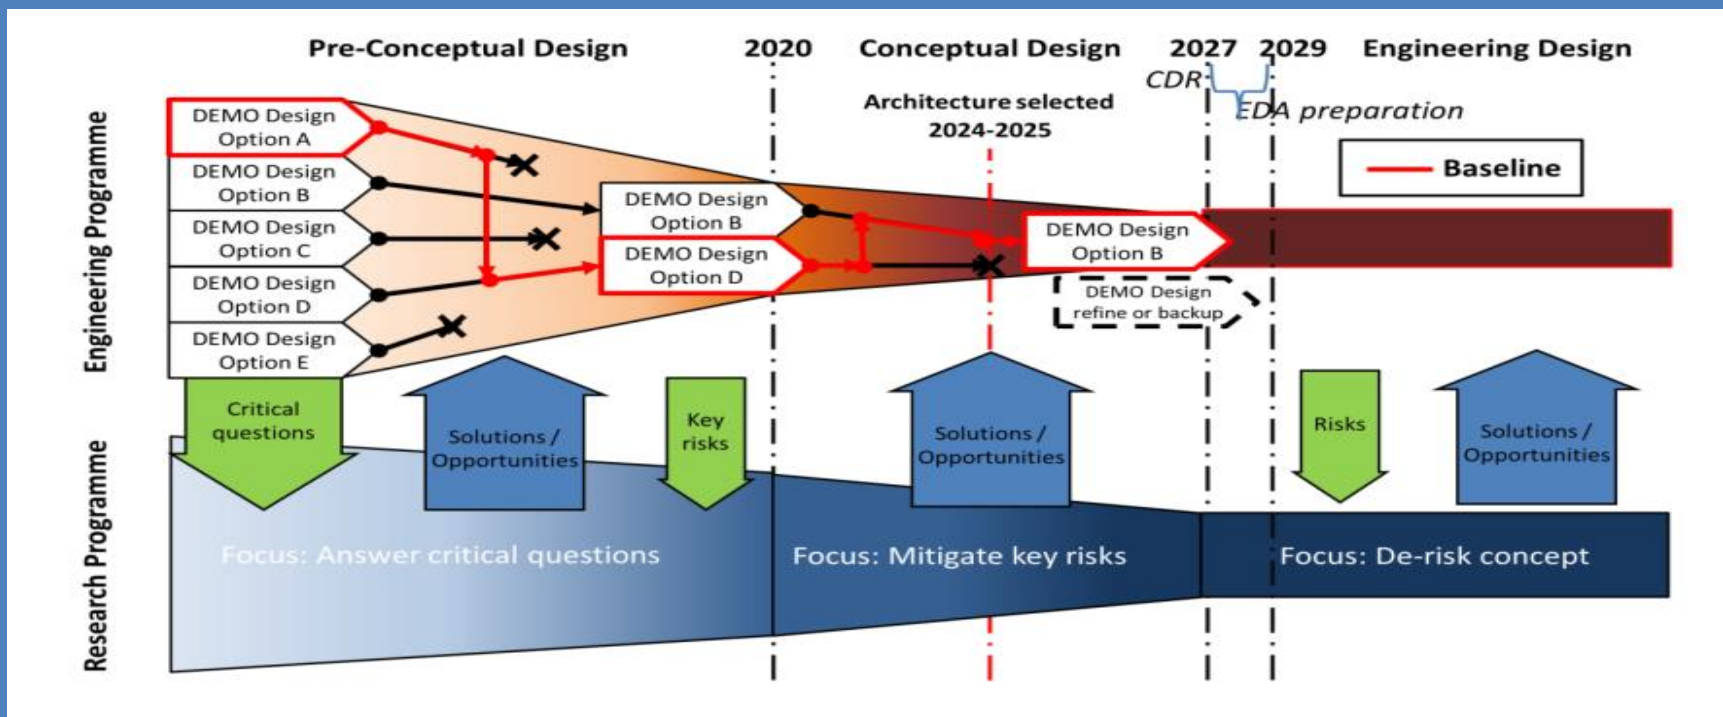 Pre-Conceptual Design
2020
Conceptual Design
2027
2029
Engineering Design
CDR
EDA preparation
Architecture selected
2024-2025
Baseline
Engineering Programme
DEMO Design
Option A
DEMO Design
Option B
DEMO Design
Option C
DEMO Design
Option D
DEMO Design
Option E
DEMO Design
Option B
DEMO Design
Option D
DEMO Design
Option B
DEMO Design
refine or backup
Critical
questions
Solutions /
Opportunities
Key
risks
Solutions /
Opportunities
Risks
Solutions /
Opportunities
Research Programme
Focus: Answer critical questions
Focus: Mitigate key risks
Focus: De-risk concept